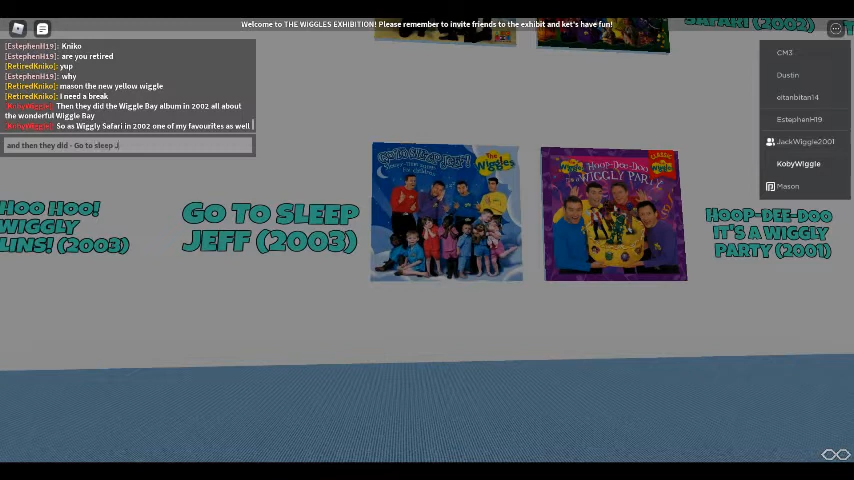 Welcome to THE WIGGLES EXHIBITION! Please remember to invite friends to the exhibit and ket's have fun!
SAFARI! (2002)
[EstephenH19]: Kniko
[EstephenH19]: are you retired
[RetiredKniko]: yup
[EstephenH19]: why
[RetiredKniko]: mason the new yellow wiggle
[RetiredKniko]: I need a break
[KobyWiggle]: Then they did the Wiggle Bay album in 2002 all about
the wonderful Wiggle Bay
[KobyWiggle]: So as Wiggly Safari in 2002 one of my favourites as well
and then they did - Go to sleep J
CM3
Dustin
eitanbitan14
EstephenH19
JackWiggle2001
KobyWiggle
Mason
HOO HOO!
WIGGLY
LINS! (2003)
GO TO SLEEP
JEFF (2003)
GO TO SLEEP JEFF!
The Wiggles
CLASSIC
Wiggles
HOOP-DEE-DOO
IT'S A
WIGGLY PARTY
HOOP-DEE-DOO
IT'S A WIGGLY
PARTY (2001)